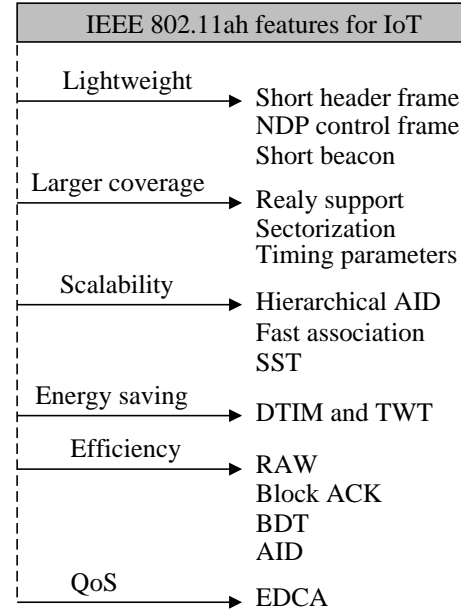 IEEE 802.11ah features for IoT
Lightweight
Short header frame
NDP control frame
Short beacon
Larger coverage
Realy support
Sectorization
Timing parameters
Scalability
Hierarchical AID
Fast association
SST
Energy saving
DTIM and TWT
Efficiency
RAW
Block ACK
BDT
AID
QoS
EDCA